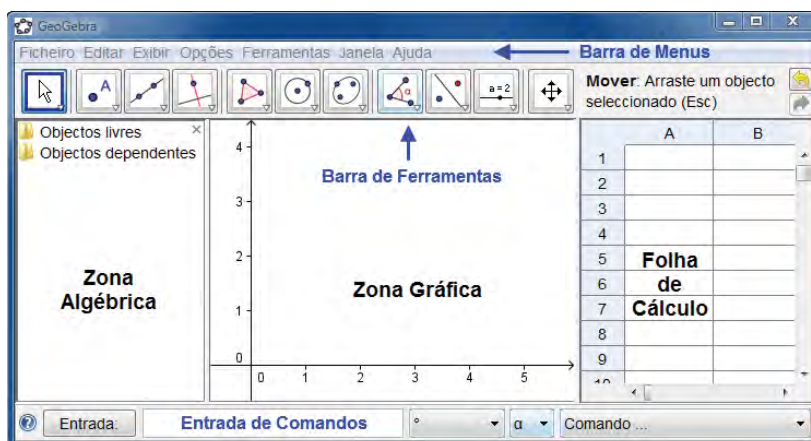 GeoGebra
Ficheiro Editar Exibir Opções Ferramentas Janela Ajuda
Barra de Menus
A
α
a=2
Mover: Arraste um objecto
seleccionado (Esc)
Objectos livres
Objectos dependentes
Barra de Ferramentas
Zona
Algébrica
Zona Gráfica
4
3
2
1
0
0 1 2 3 4 5
A B
1
2
3
4
5
6
7
8
9
10
Folha
de
Cálculo
Entrada:
Entrada de Comandos
°
α
Comando ...